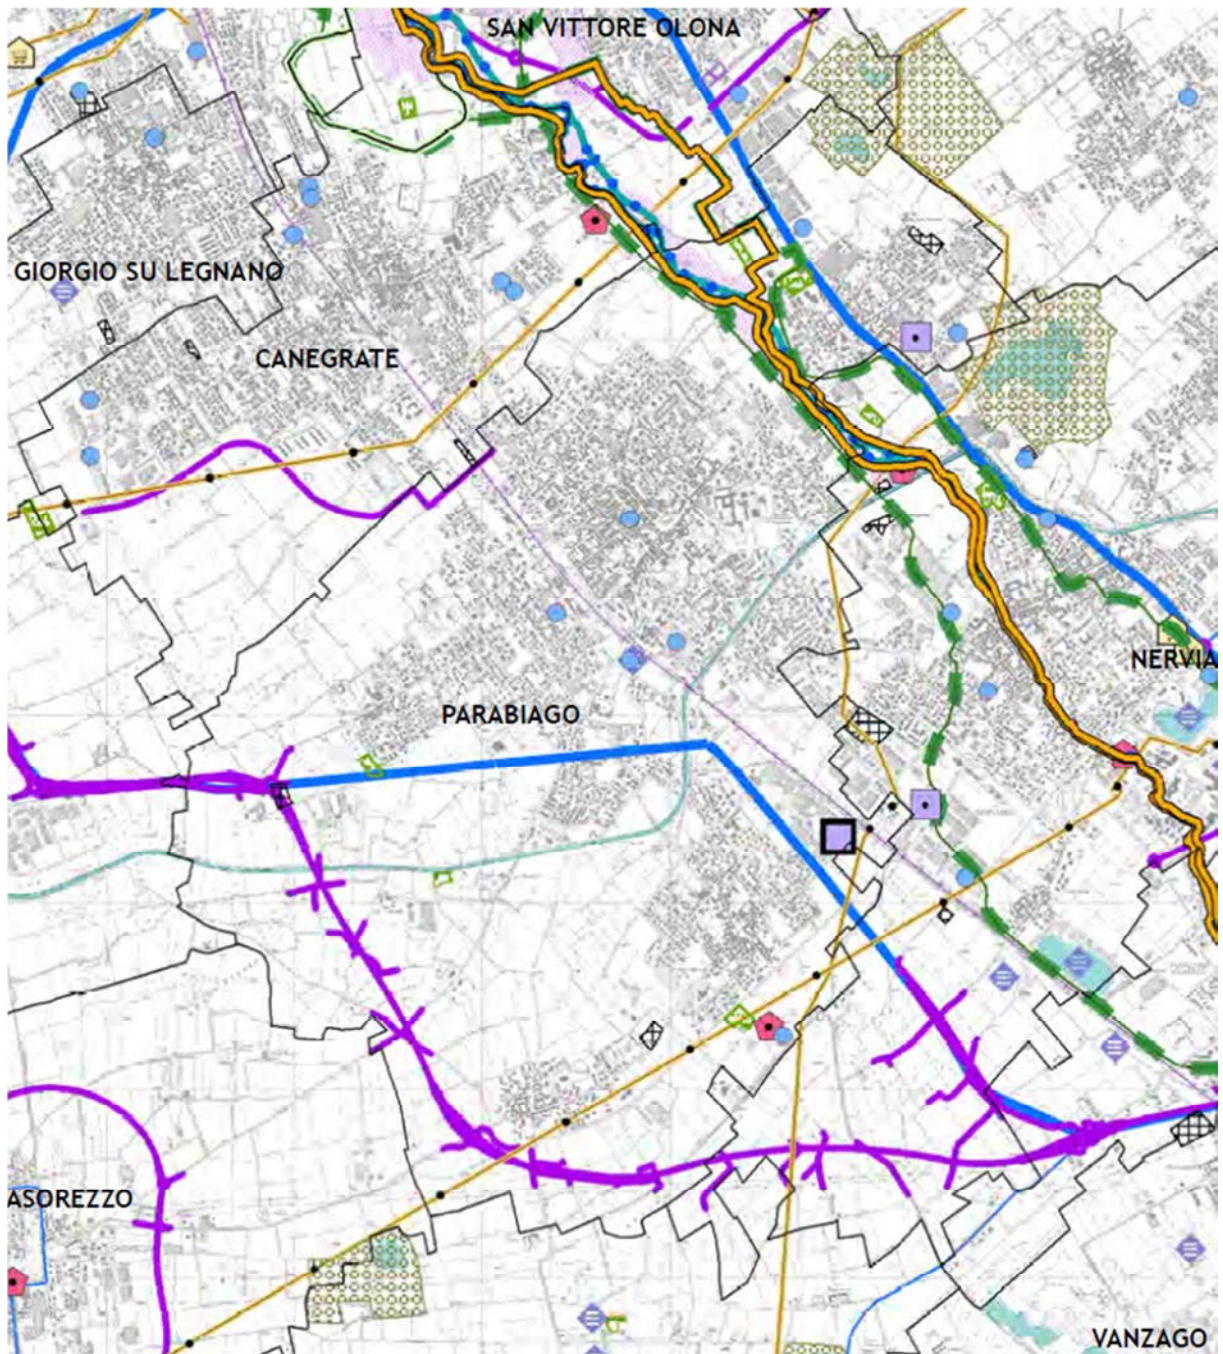 SAN VITTORE OLONA
GIORGIO SU LEGNANO
CANEGRATE
NERVIA
PARABIAGO
ASOREZZO
VANZAGO